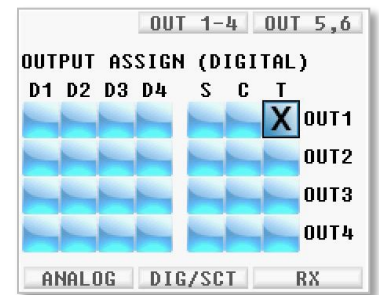 OUT 1-4 OUT 5,6
OUTPUT ASSIGN (DIGITAL)
D1 D2 D3 D4 S C T
X OUT1
OUT2
OUT3
OUT4
ANALOG DIG/SCT RX